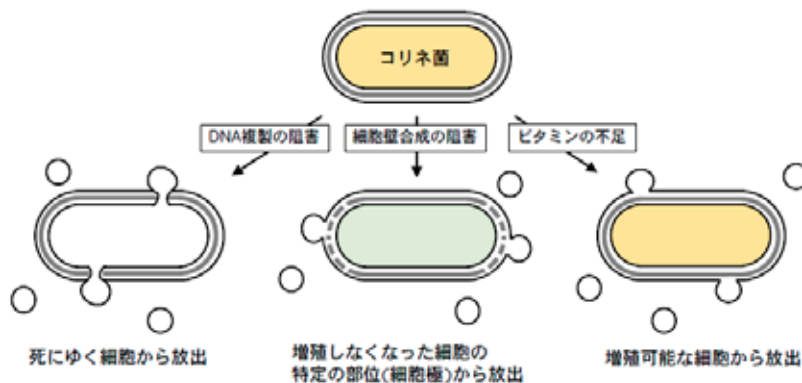 コリネ菌
DNA複製の阻害
細胞壁合成の阻害
ビタミンの不足
死にゆく細胞から放出
増殖しなくなった細胞の
特定の部位(細胞極)から放出
増殖可能な細胞から放出